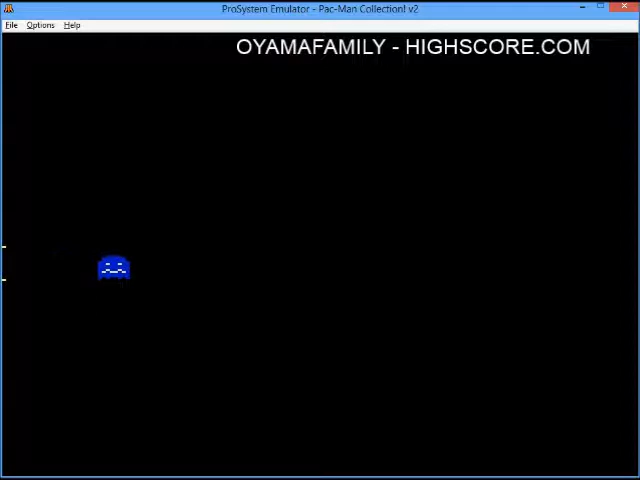 ProSystem Emulator - Pac-Man Collection! v2
File Options Help
OYAMAFAMILY - HIGHSCORE.COM